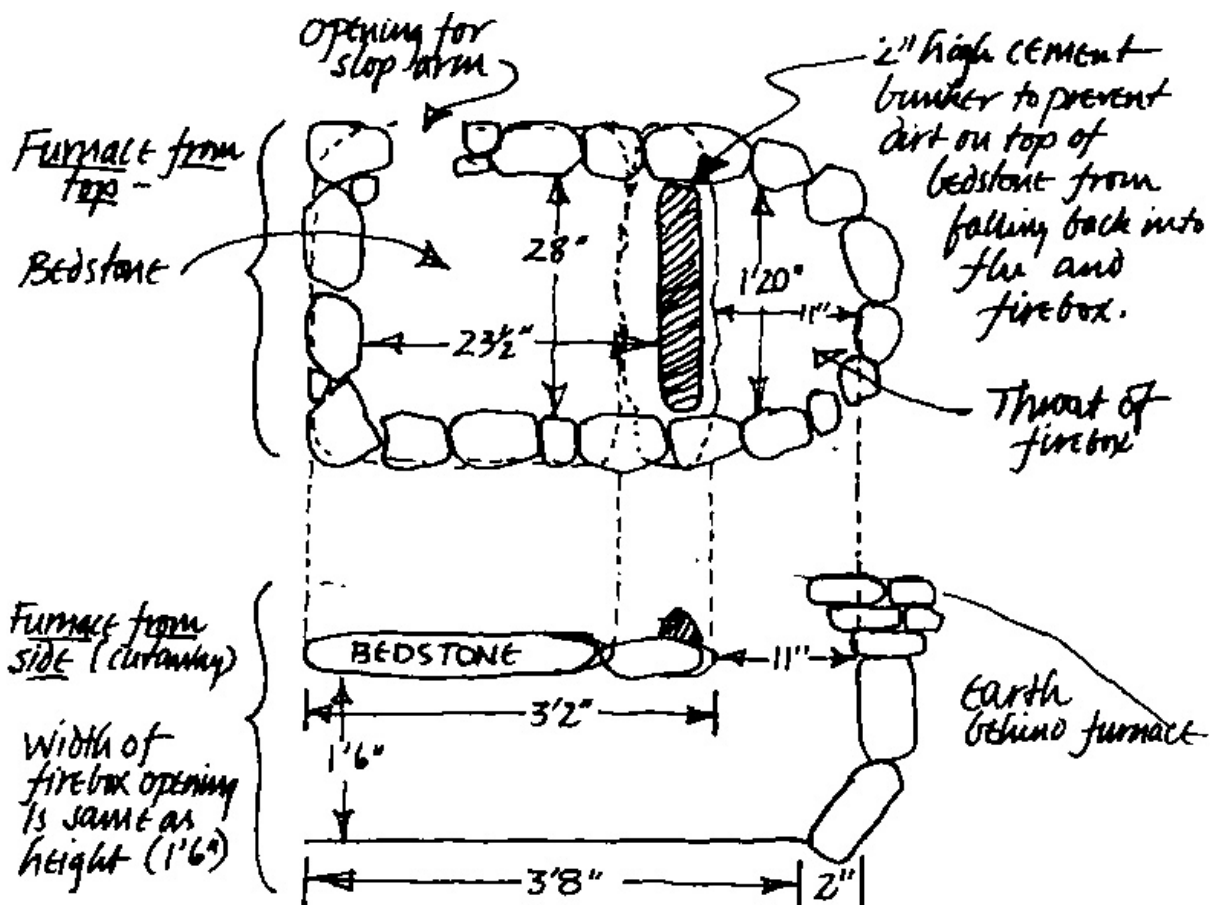 Opening for
slop arm
2" high cement
bunker to prevent
dirt on top of
bedstone from
falling back into
flu and
firebox.
Furnace from
top -
Bedstone
28"
1'20"
11"
23½"
Throat of
firebox
Furnace from
side (cutaway)
BEDSTONE
11"
3'2"
1'6"
Earth
behind furnace
Width of
firebox opening
is same as
height (1'6")
3'8"
2"